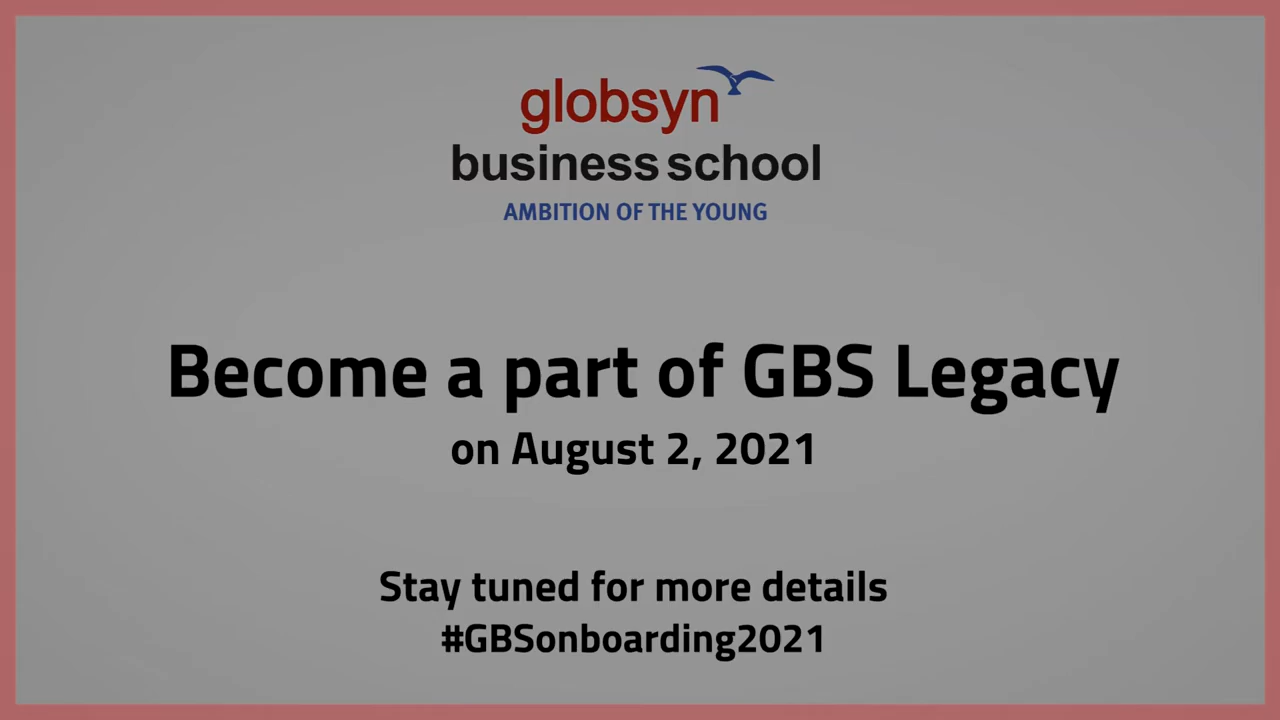 globsyn
business school
AMBITION OF THE YOUNG
Become a part of GBS Legacy
on August 2, 2021
Stay tuned for more details
#GBSonboarding2021